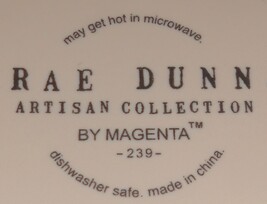 may get hot in microwave.
RAE DUNN
ARTISAN COLLECTION
BY MAGENTA™
-239-
dishwasher safe. made in china.